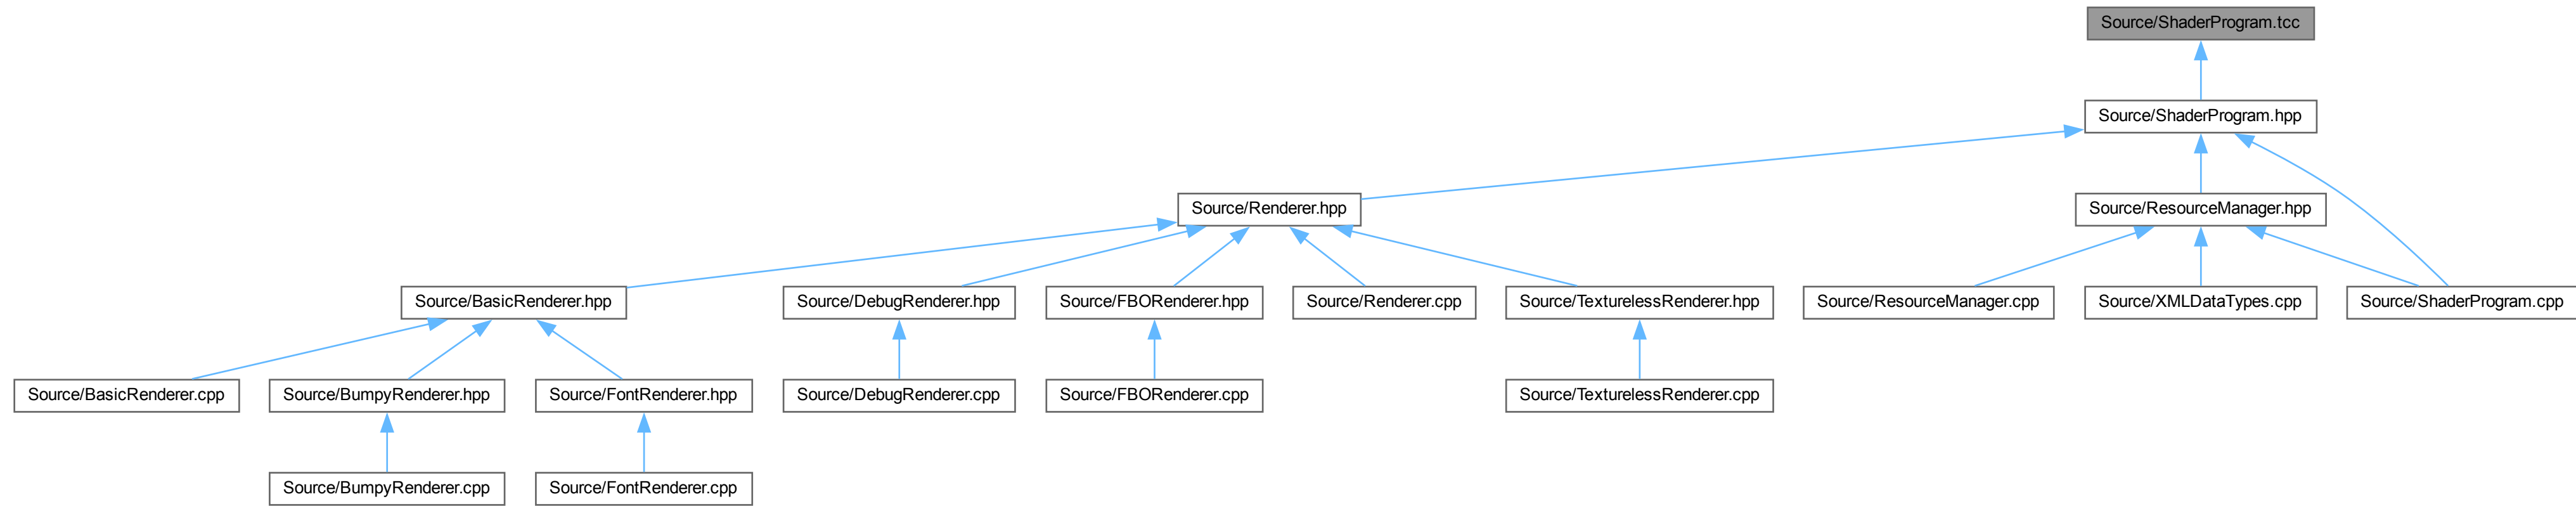 Source/ShaderProgram.tcc
Source/ShaderProgram.hpp
Source/Renderer.hpp
Source/ResourceManager.hpp
Source/BasicRenderer.hpp
Source/DebugRenderer.hpp
Source/FBORenderer.hpp
Source/Renderer.cpp
Source/TexturelessRenderer.hpp
Source/ResourceManager.cpp
Source/XMLDataTypes.cpp
Source/ShaderProgram.cpp
Source/BasicRenderer.cpp
Source/BumpyRenderer.hpp
Source/FontRenderer.hpp
Source/DebugRenderer.cpp
Source/FBORenderer.cpp
Source/TexturelessRenderer.cpp
Source/BumpyRenderer.cpp
Source/FontRenderer.cpp